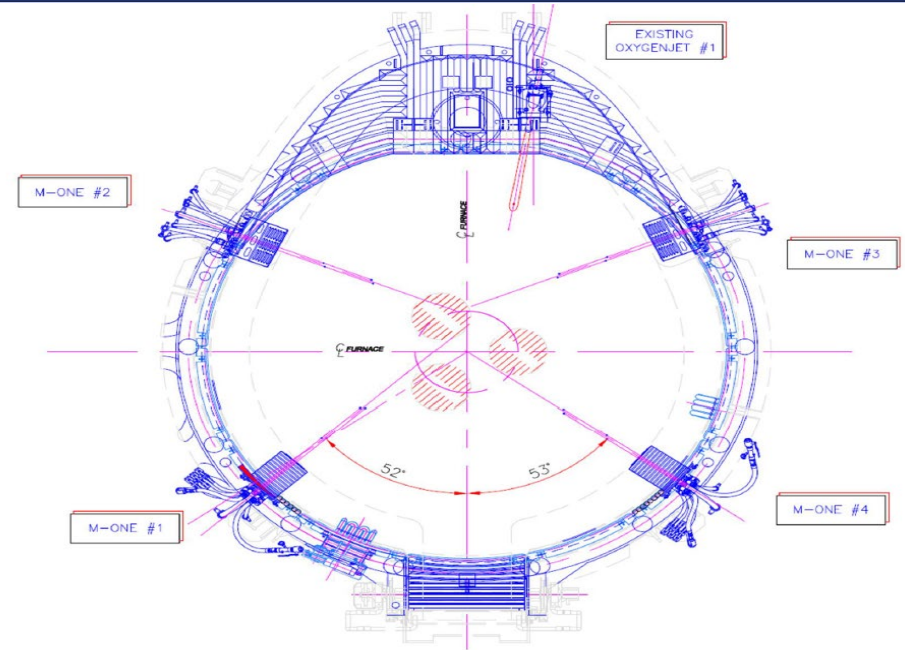 EXISTING
OXYGENJET #1
M-ONE #2
M-ONE #3
℄ FURNACE
℄ FURNACE
52°
53°
M-ONE #1
M-ONE #4